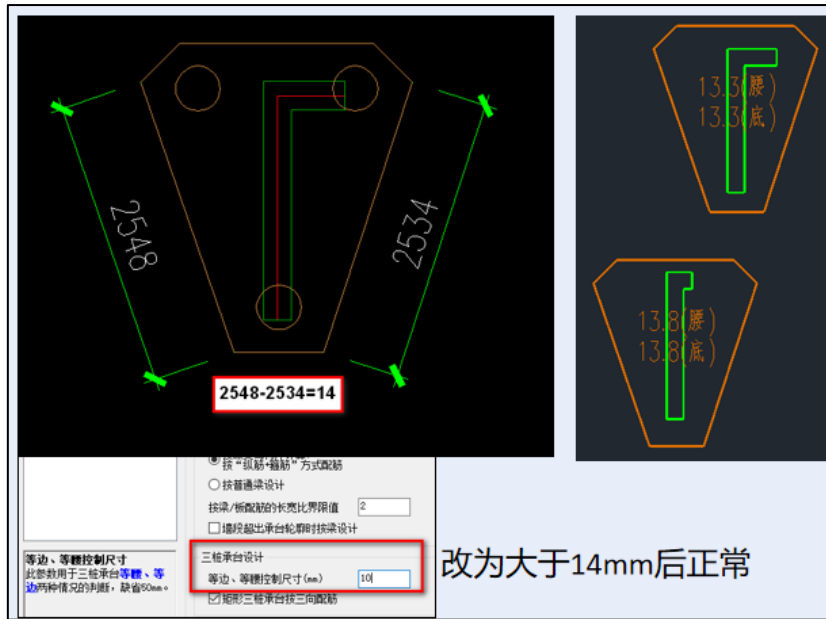 2548
2534
2548-2534=14
13.3(腰)
13.3(底)
13.8(腰)
13.8(底)
按“纵筋+箍筋”方式配筋
按普通梁设计
按梁/板配筋的长宽比界限值 2
墙段超出承台轮廓时按梁设计
三桩承台设计
等边、等腰控制尺寸(mm) 10
矩形三桩承台按三向配筋
等边、等腰控制尺寸
此参数用于三桩承台等腰、等
边两种情况的判断，缺省50mm。
改为大于14mm后正常